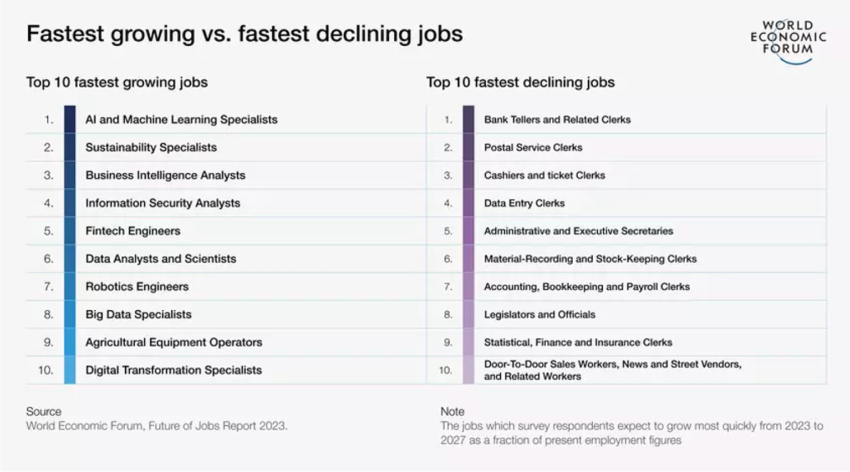 Fastest growing vs. fastest declining jobs
WORLD
ECONOMIC
FORUM
Top 10 fastest growing jobs
1. AI and Machine Learning Specialists
2. Sustainability Specialists
3. Business Intelligence Analysts
4. Information Security Analysts
5. Fintech Engineers
6. Data Analysts and Scientists
7. Robotics Engineers
8. Big Data Specialists
9. Agricultural Equipment Operators
10. Digital Transformation Specialists
Top 10 fastest declining jobs
1. Bank Tellers and Related Clerks
2. Postal Service Clerks
3. Cashiers and ticket Clerks
4. Data Entry Clerks
5. Administrative and Executive Secretaries
6. Material-Recording and Stock-Keeping Clerks
7. Accounting, Bookkeeping and Payroll Clerks
8. Legislators and Officials
9. Statistical, Finance and Insurance Clerks
10. Door-To-Door Sales Workers, News and Street Vendors,
and Related Workers
Source
World Economic Forum, Future of Jobs Report 2023.
Note
The jobs which survey respondents expect to grow most quickly from 2023 to
2027 as a fraction of present employment figures